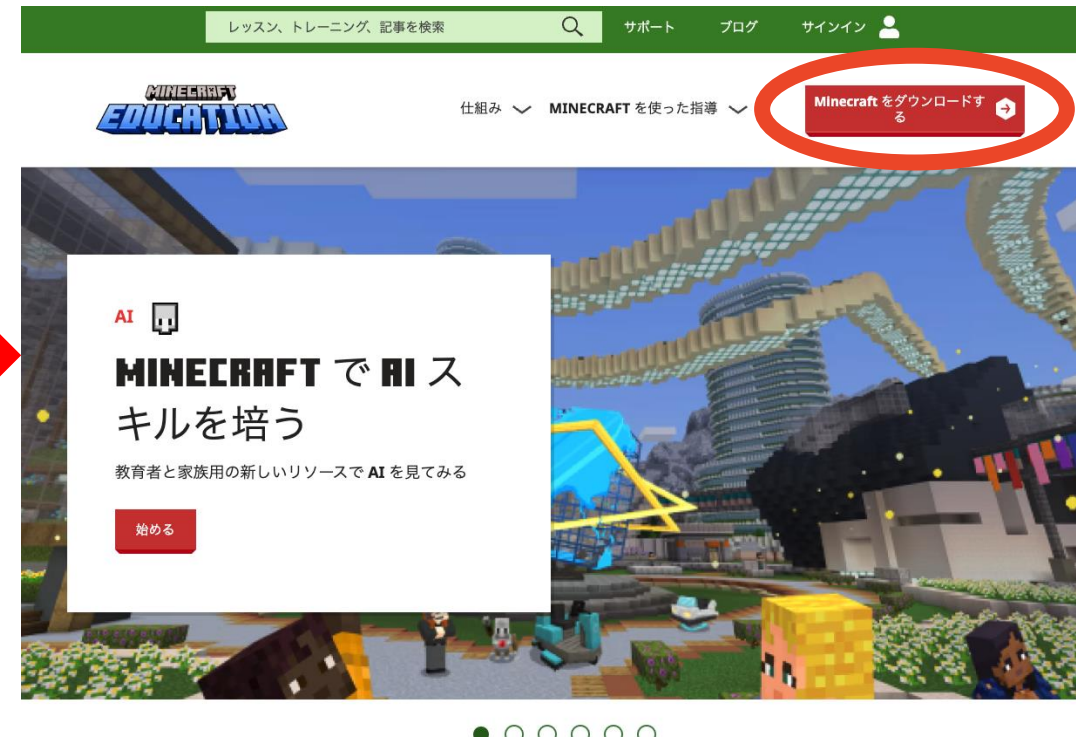 レッスン、トレーニング、記事を検索
サポート
ブログ
サインイン
MINECRAFT
EDUCATION
仕組み
MINECRAFT を使った指導
Minecraft をダウンロードす
る
AI
MINECRAFT で AI ス
キルを培う
教育者と家族用の新しいリソースで AI を見てみる
始める